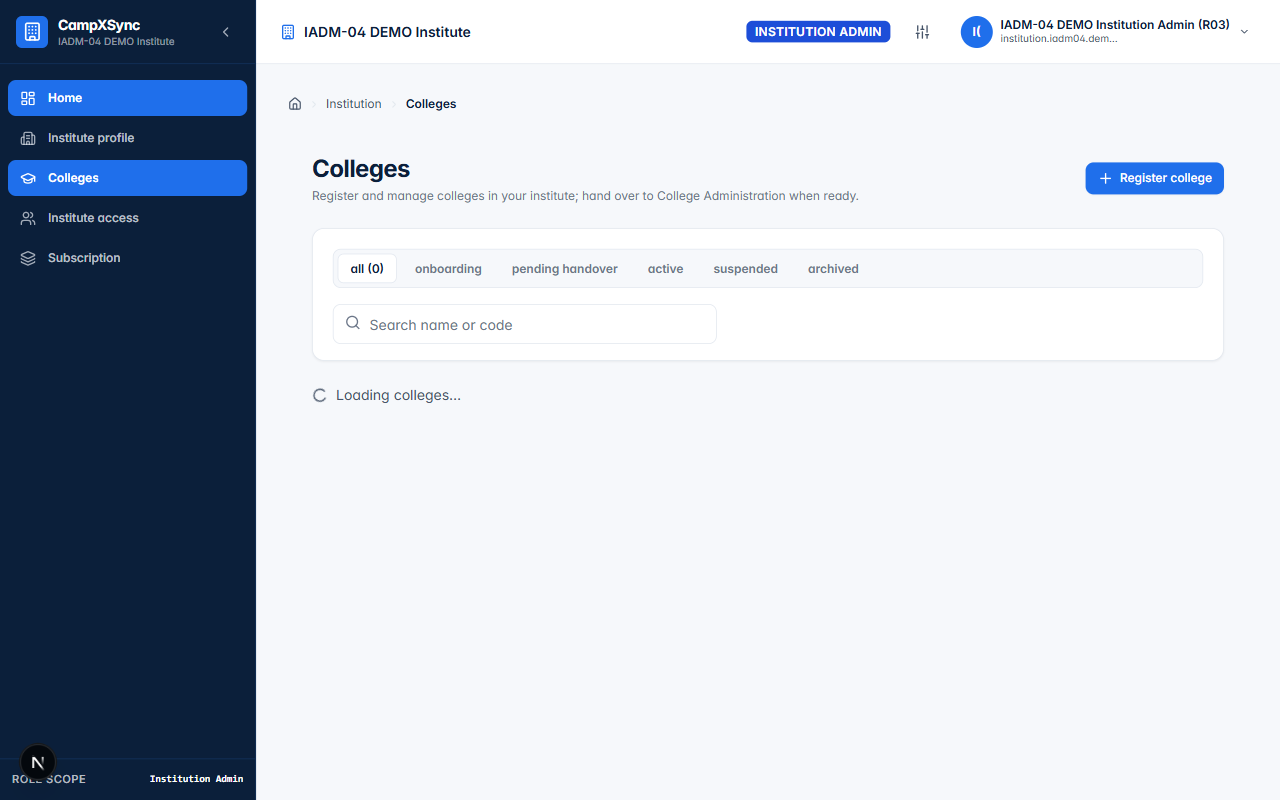 CampXSync
IADM-04 DEMO Institute
Home
Institute profile
Colleges
Institute access
Subscription
N
ROLE SCOPE
Institution Admin
IADM-04 DEMO Institute
INSTITUTION ADMIN
I(
IADM-04 DEMO Institution Admin (R03)
institution.iadm04.dem...
Institution
Colleges
Colleges
Register and manage colleges in your institute; hand over to College Administration when ready.
Register college
all (0)
onboarding
pending handover
active
suspended
archived
Search name or code
Loading colleges...